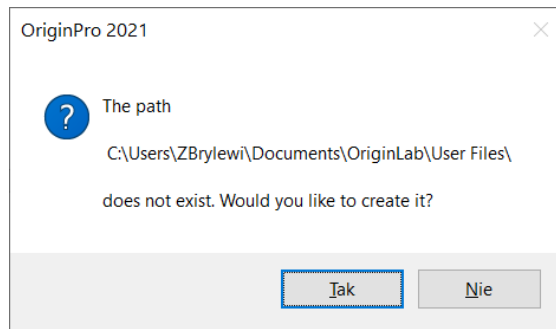 OriginPro 2021
?
The path
C:\Users\ZBrylewi\Documents\OriginLab\User Files\
does not exist. Would you like to create it?
Tak Nie